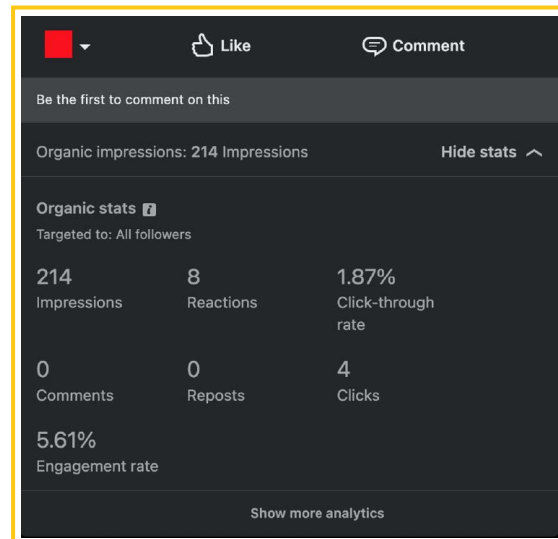 Like Comment
Be the first to comment on this
Organic impressions: 214 Impressions Hide stats
Organic stats
Targeted to: All followers
214 8 1.87%
Impressions Reactions Click-through
rate
0 0 4
Comments Reposts Clicks
5.61%
Engagement rate
Show more analytics